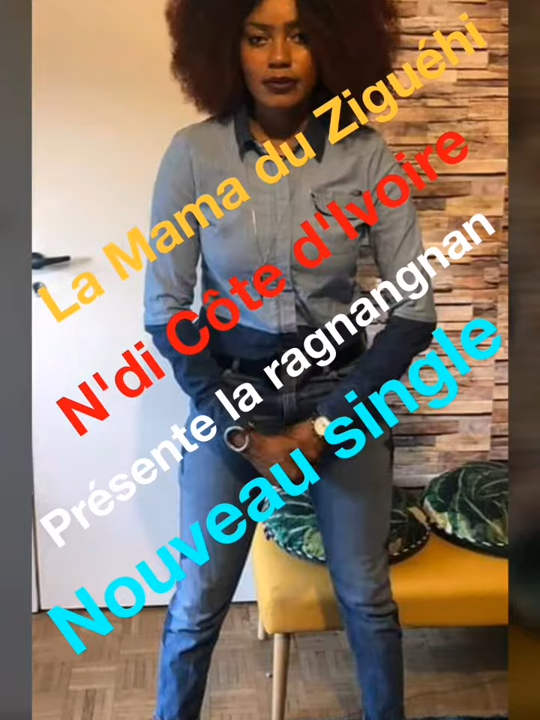 La Mama du Ziguéhi
N'di Côte d'Ivoire
Présente la ragnangnan
Nouveau single